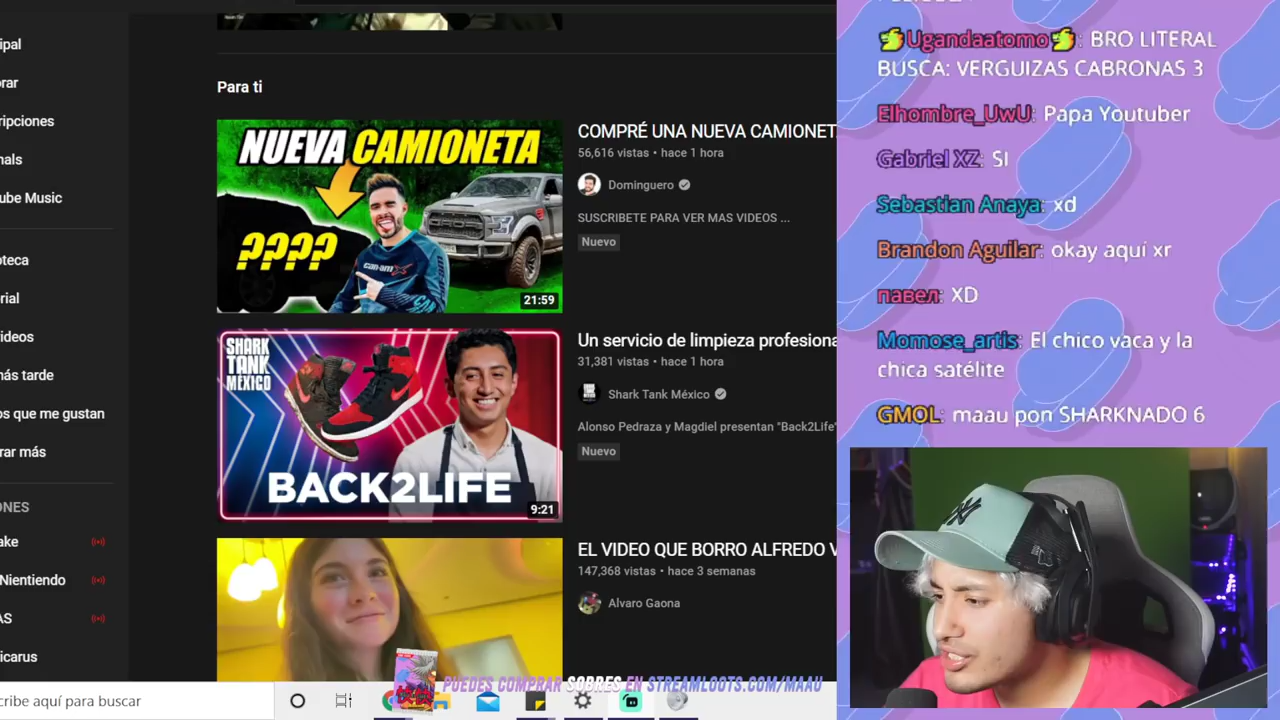 ipal
rar
ripciones
nals
ube Music
oteca
rial
ideos
nás tarde
os que me gustan
rar más
ONES
ake
Nientiendo
AS
icarus
Para ti
NUEVA CAMIONETA
????
can-am
21:59
COMPRÉ UNA NUEVA CAMIONET
56,616 vistas • hace 1 hora
Dominguero
SUSCRIBETE PARA VER MAS VIDEOS ...
Nuevo
SHARK
TANK
MÉXICO
BACK2LIFE
9:21
Un servicio de limpieza profesiona
31,381 vistas • hace 1 hora
Shark Tank México
Alonso Pedraza y Magdiel presentan "Back2Life"
Nuevo
EL VIDEO QUE BORRO ALFREDO V
147,368 vistas • hace 3 semanas
Alvaro Gaona
PUEDES COMPRAR SOBRES EN STREAMLOOTS.COM/MAAU
cribe aquí para buscar
Ugandaatomo: BRO LITERAL
BUSCA: VERGUIZAS CABRONAS 3
Elhombre_UwU: Papa Youtuber
Gabriel XZ: SI
Sebastian Anaya: xd
Brandon Aguilar: okay aqui xr
павел: XD
Momose_artis: El chico vaca y la
chica satélite
GMOL: maau pon SHARKNADO 6